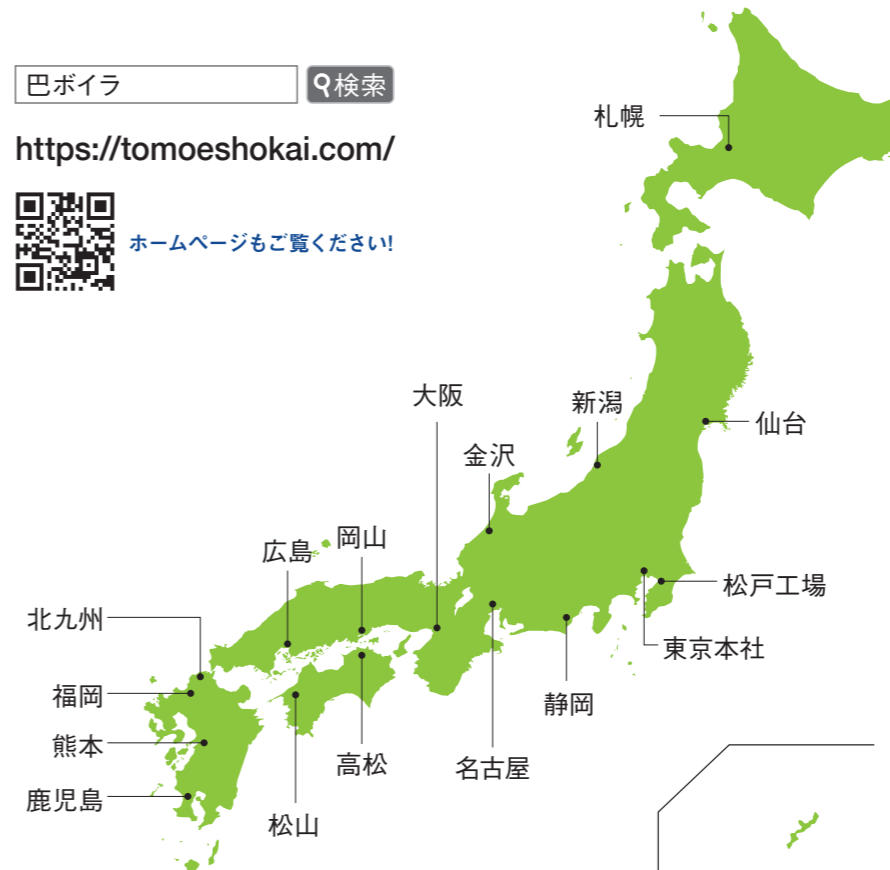 巴ボイラ
検索
https://tomoeshokai.com/
ホームページもご覧ください!
札幌
大阪
新潟
仙台
金沢
広島
岡山
松戸工場
北九州
東京本社
福岡
静岡
熊本
高松
名古屋
鹿児島
松山